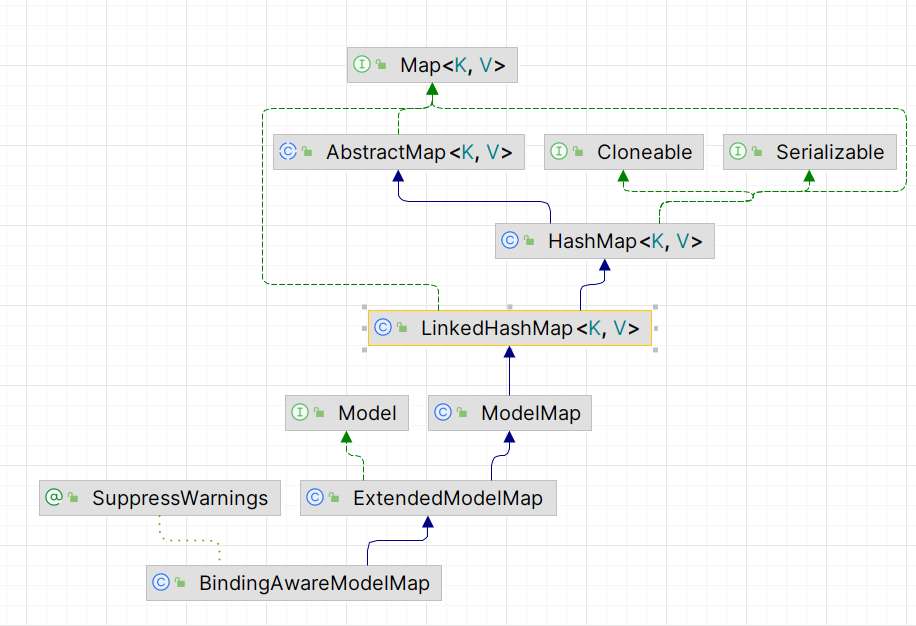 Map<K, V>
AbstractMap<K, V>
Cloneable
Serializable
HashMap<K, V>
LinkedHashMap<K, V>
Model
ModelMap
SuppressWarnings
ExtendedModelMap
BindingAwareModelMap